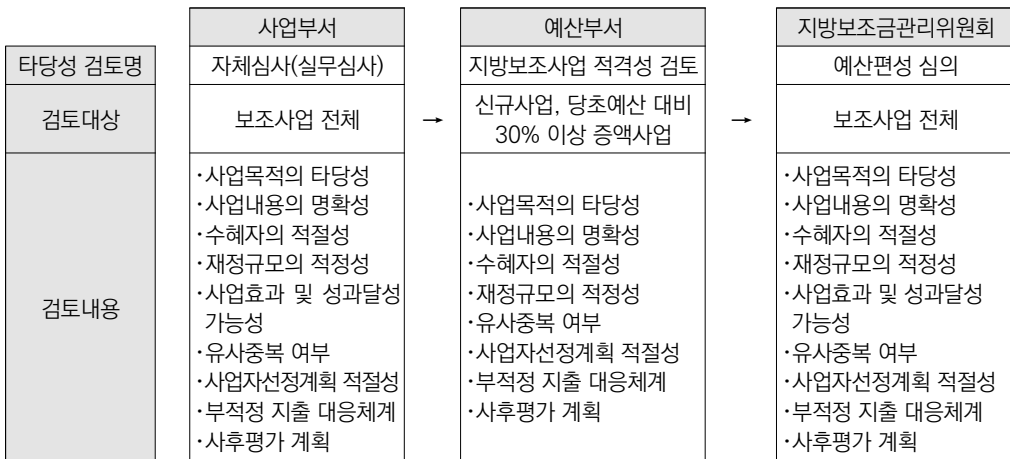 사업부서
예산부서
지방보조금관리위원회
타당성 검토명
자체심사(실무심사)
지방보조사업 적격성 검토
예산편성 심의
검토대상
보조사업 전체
→
신규사업, 당초예산 대비
30% 이상 증액사업
→
보조사업 전체
검토내용
·사업목적의 타당성
·사업내용의 명확성
·수혜자의 적절성
·재정규모의 적정성
·사업효과 및 성과달성
가능성
·유사중복 여부
·사업자선정계획 적절성
·부적정 지출 대응체계
·사후평가 계획
·사업목적의 타당성
·사업내용의 명확성
·수혜자의 적절성
·재정규모의 적정성
·유사중복 여부
·사업자선정계획 적절성
·부적정 지출 대응체계
·사후평가 계획
·사업목적의 타당성
·사업내용의 명확성
·수혜자의 적절성
·재정규모의 적정성
·사업효과 및 성과달성
가능성
·유사중복 여부
·사업자선정계획 적절성
·부적정 지출 대응체계
·사후평가 계획